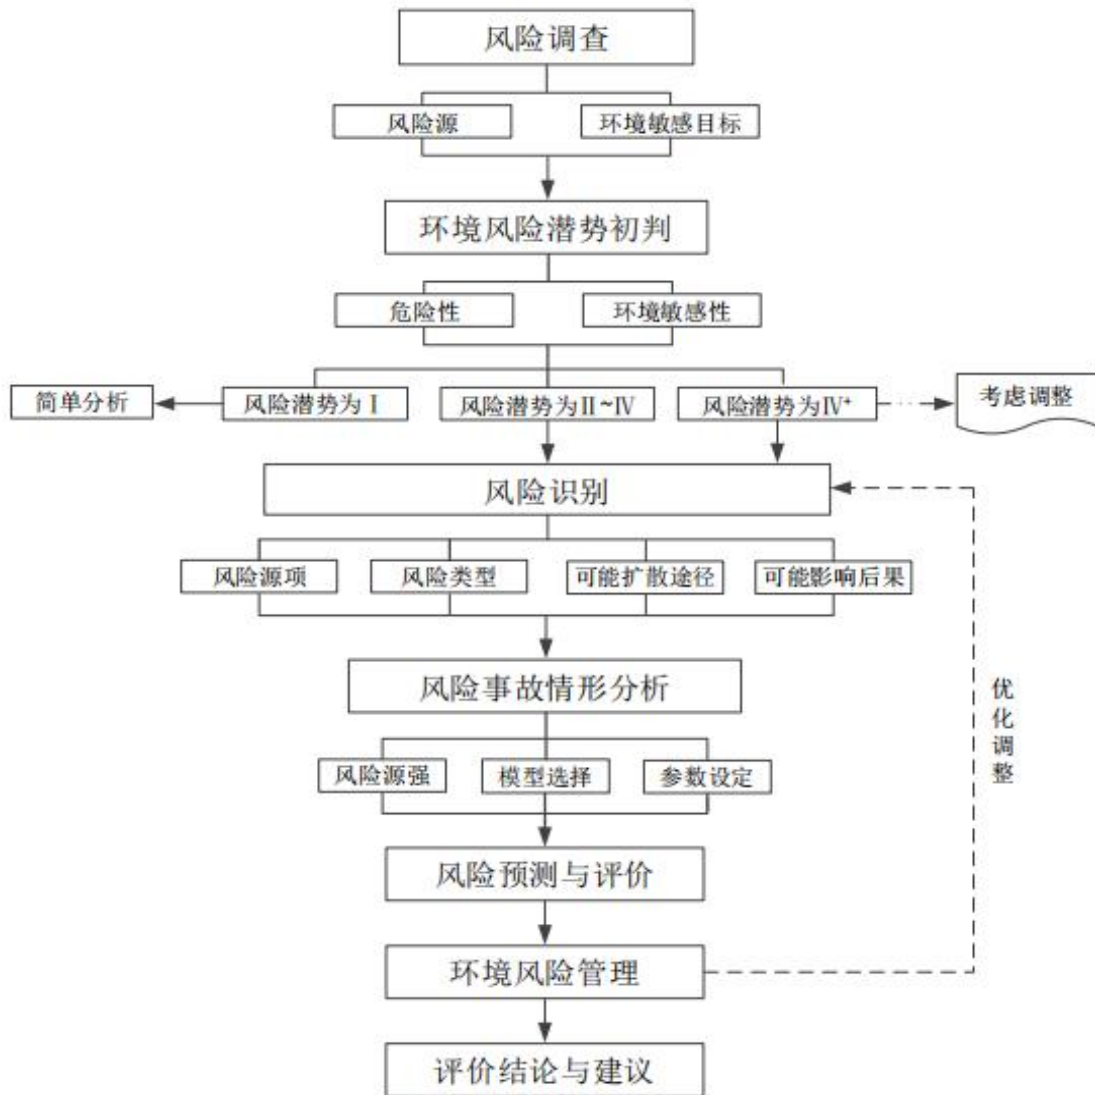 风险调查
风险源
环境敏感目标
环境风险潜势初判
危险性
环境敏感性
简单分析
风险潜势为Ⅰ
风险潜势为Ⅱ~Ⅳ
风险潜势为Ⅳ⁺
考虑调整
风险识别
风险源项
风险类型
可能扩散途径
可能影响后果
风险事故情形分析
风险源强
模型选择
参数设定
优化调整
风险预测与评价
环境风险管理
评价结论与建议